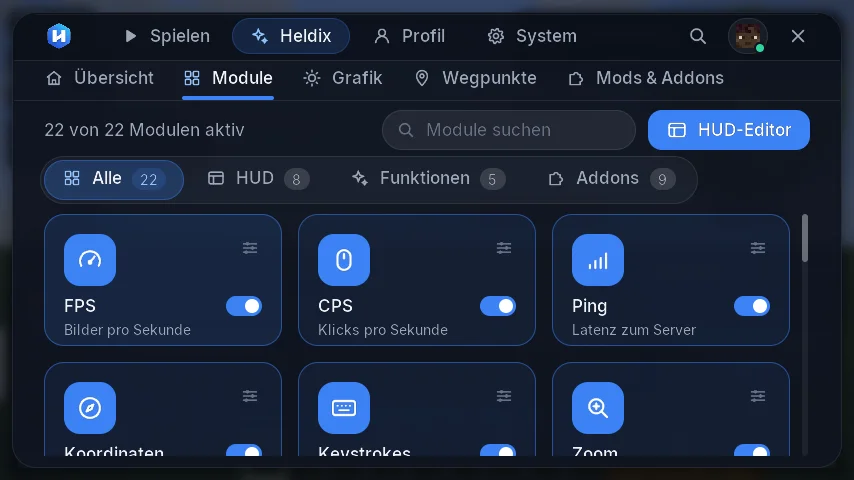 Spielen Heldix Profil System
Übersicht Module Grafik Wegpunkte Mods & Addons
22 von 22 Modulen aktiv Module suchen HUD-Editor
Alle 22 HUD 8 Funktionen 5 Addons 9
FPS CPS Ping
Bilder pro Sekunde Klicks pro Sekunde Latenz zum Server
Koordinaten Keystrokes Zoom